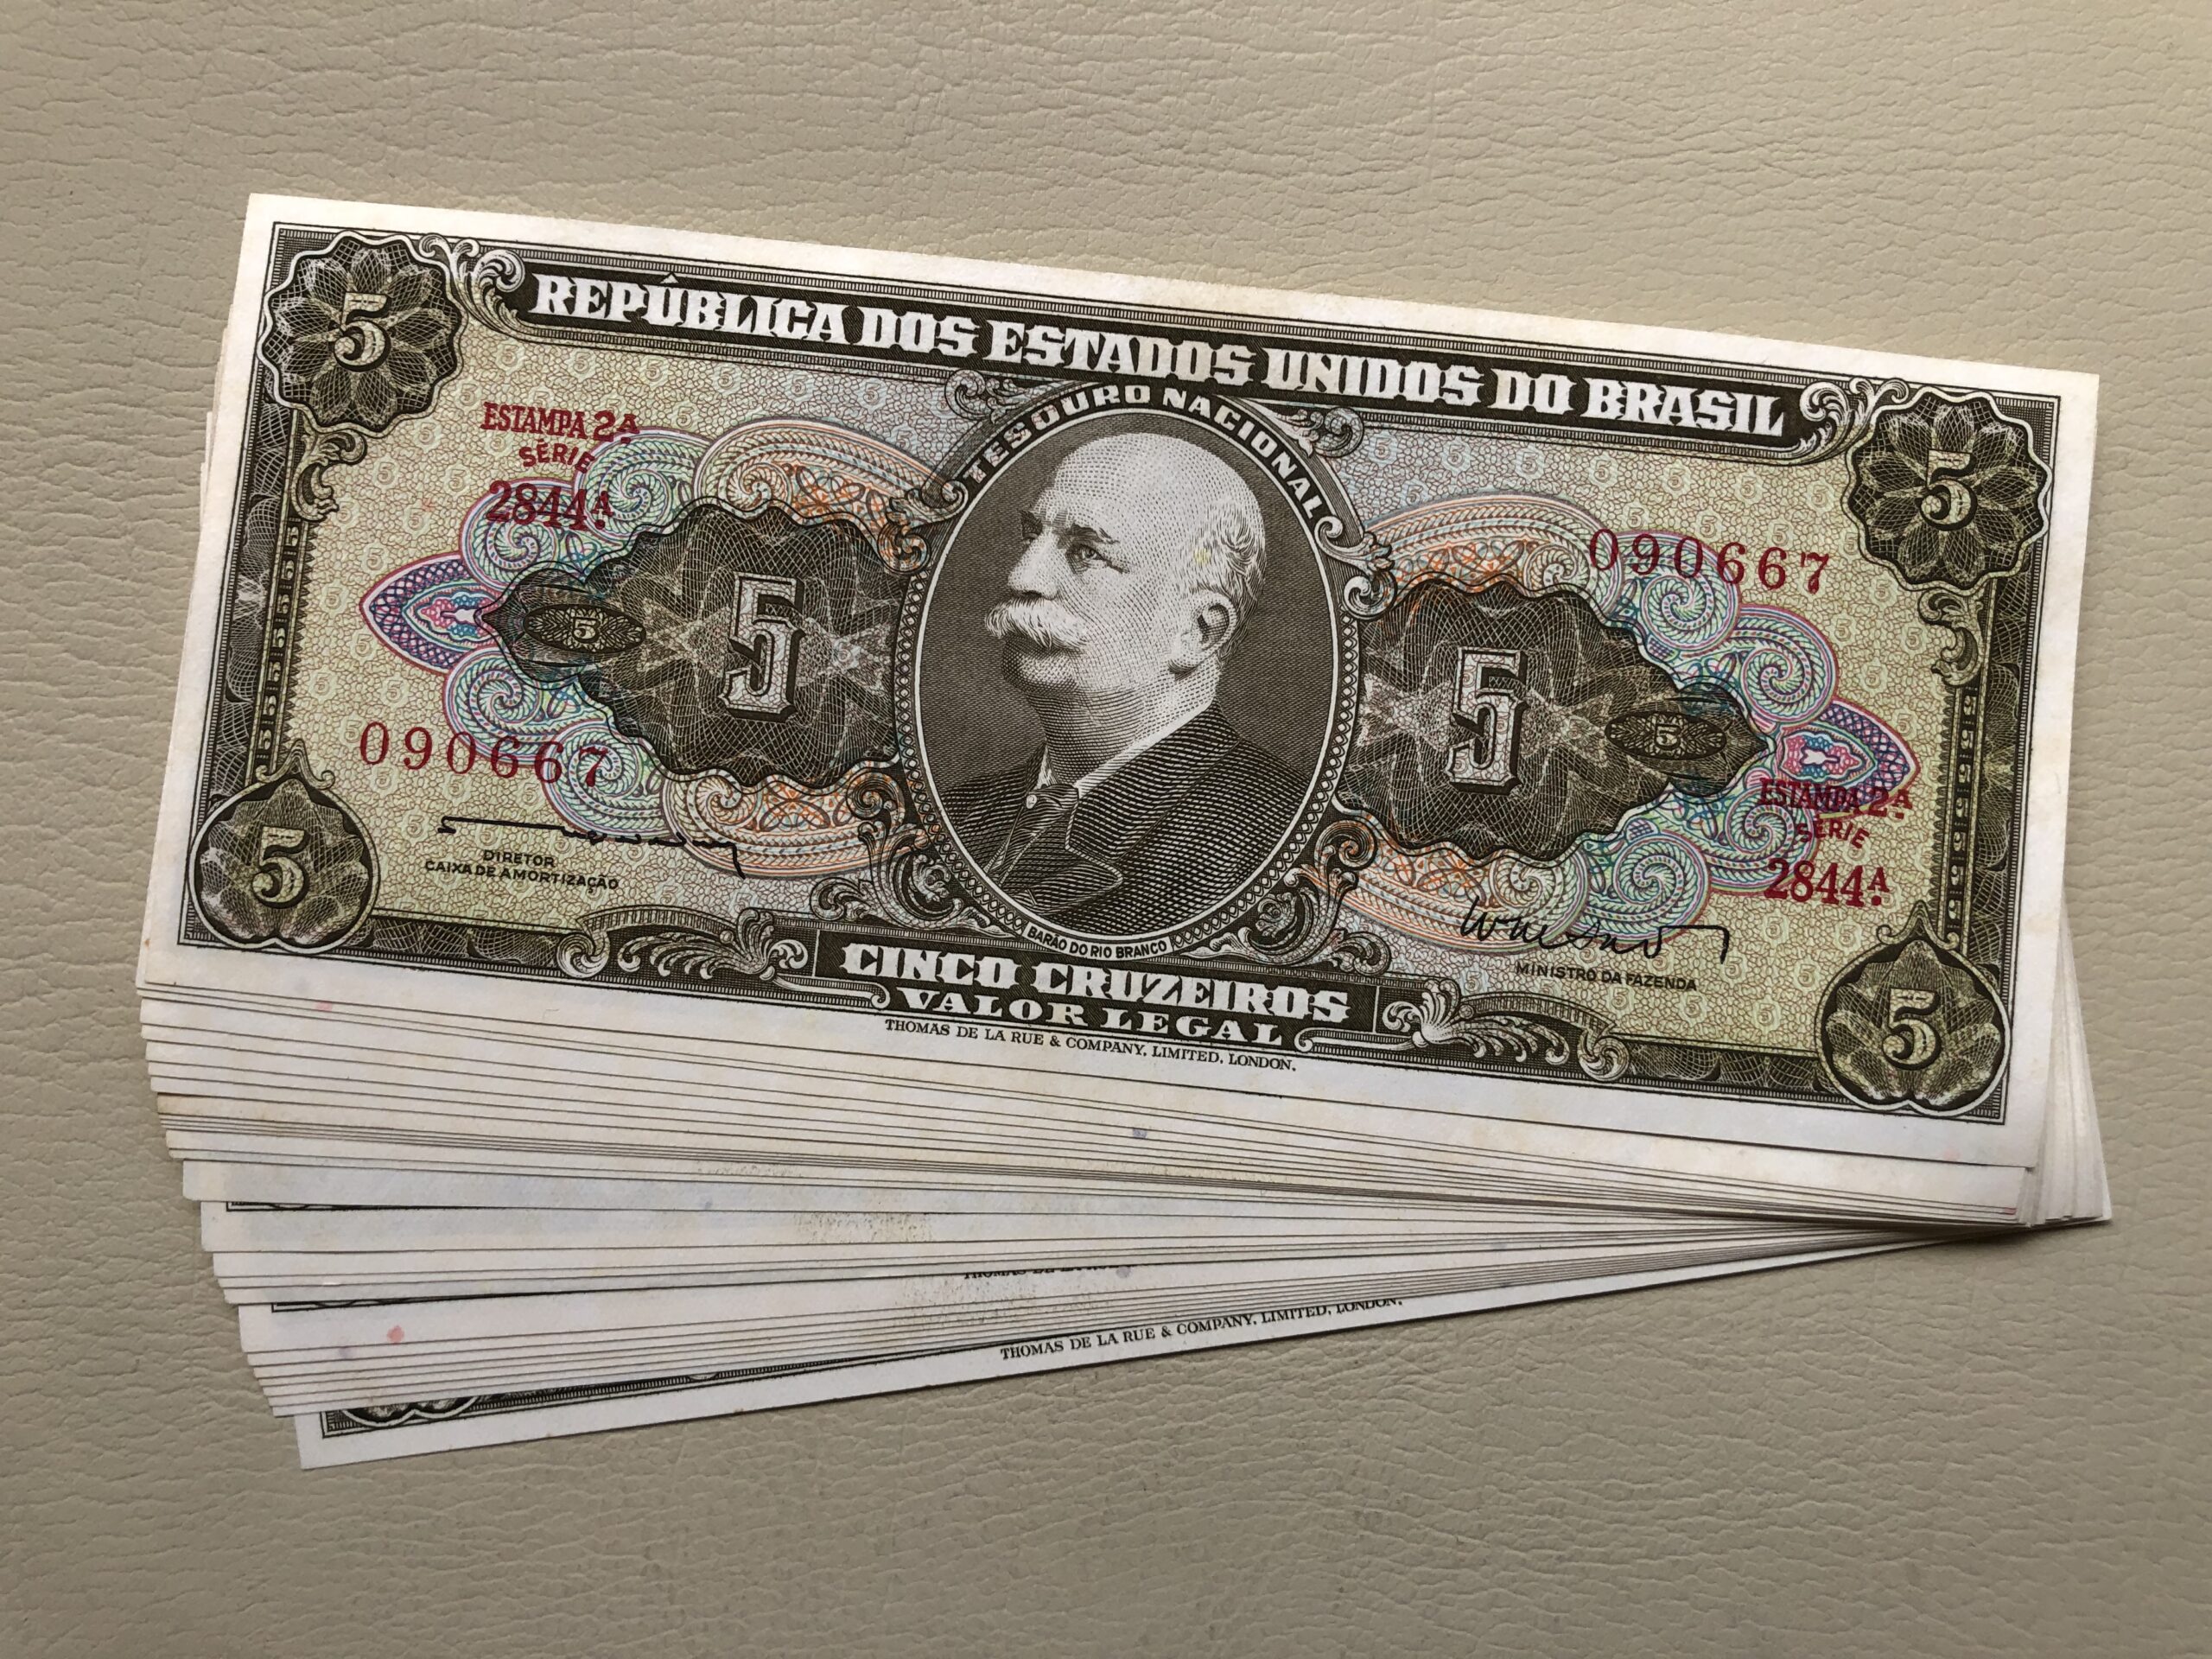 5
REPÚBLICA DOS ESTADOS UNIDOS DO BRASIL
5
TESOURO NACIONAL
ESTAMPA 2ª
SÉRIE
2844ª
090667
5
5
5
5
090667
ESTAMPA 2ª
SÉRIE
2844ª
DIRETOR
CAIXA DE AMORTIZAÇÃO
BARÃO DO RIO BRANCO
MINISTRO DA FAZENDA
5
CINCO CRUZEIROS
5
VALOR LEGAL
THOMAS DE LA RUE & COMPANY, LIMITED, LONDON.
THOMAS DE LA RUE & COMPANY, LIMITED, LONDON.